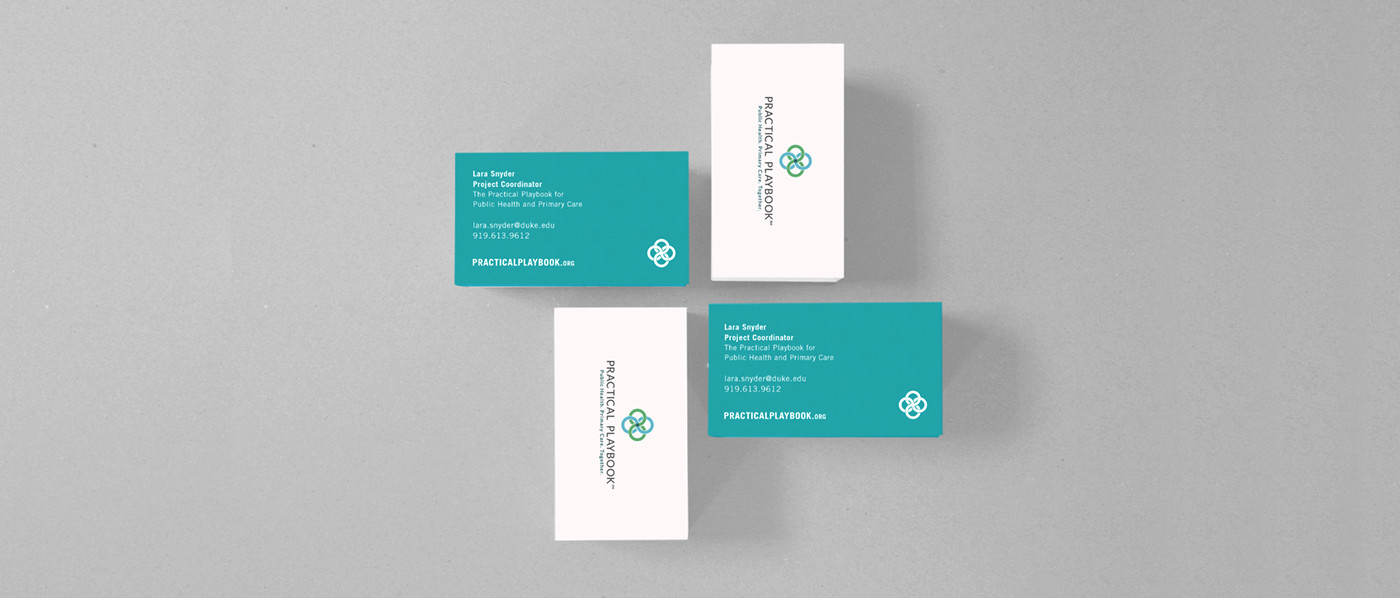 Lara Snyder
Project Coordinator
The Practical Playbook for
Public Health and Primary Care
lara.snyder@duke.edu
919.613.9612
PRACTICALPLAYBOOK.ORG
PRACTICAL PLAYBOOK™
Public Health. Primary Care. Together.
PRACTICAL PLAYBOOK™
Public Health. Primary Care. Together.
Lara Snyder
Project Coordinator
The Practical Playbook for
Public Health and Primary Care
lara.snyder@duke.edu
919.613.9612
PRACTICALPLAYBOOK.ORG